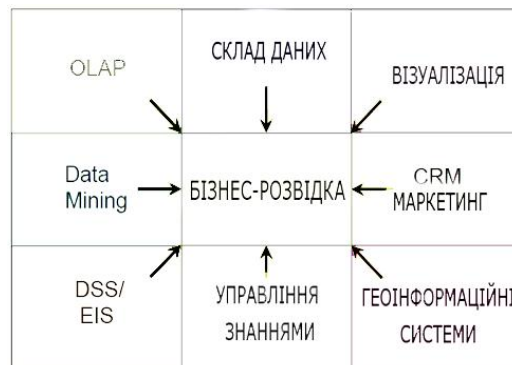 OLAP
СКЛАД ДАНИХ
ВІЗУАЛІЗАЦІЯ
Data
Mining
БІЗНЕС-РОЗВІДКА
CRM
МАРКЕТИНГ
DSS/
EIS
УПРАВЛІННЯ
ЗНАННЯМИ
ГЕОІНФОРМАЦІЙНІ
СИСТЕМИ